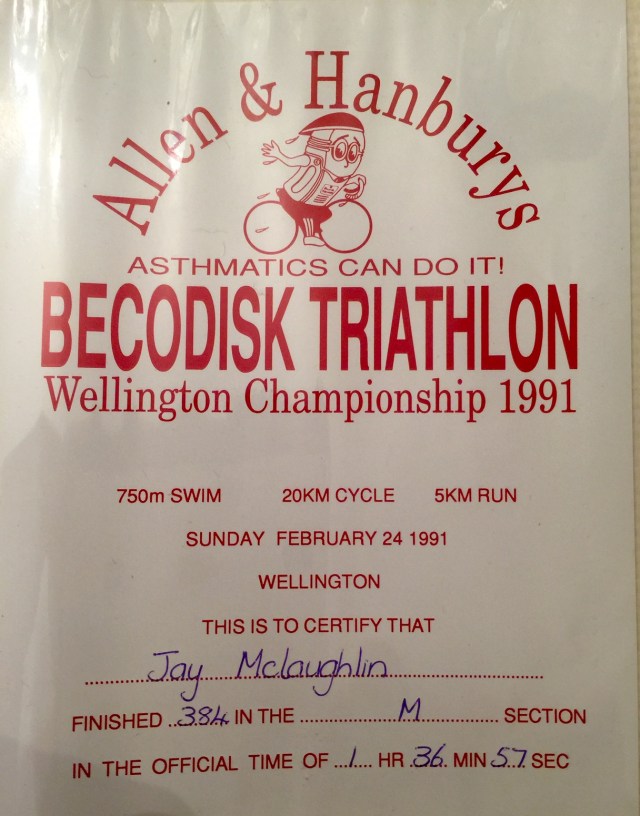 Allen & Hanburys
ASTHMATICS CAN DO IT!
BECODISK TRIATHLON
Wellington Championship 1991
750m SWIM 20KM CYCLE 5KM RUN
SUNDAY FEBRUARY 24 1991
WELLINGTON
THIS IS TO CERTIFY THAT
Jay Mclaughlin
FINISHED 384 IN THE M SECTION
IN THE OFFICIAL TIME OF 1 HR 36 MIN 57 SEC